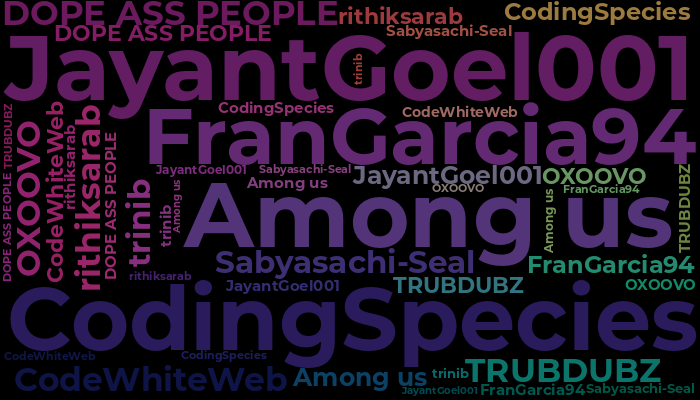 DOPE ASS PEOPLE
rithiksarab
CodingSpecies
DOPE ASS PEOPLE
Sabyasachi-Seal
JayantGoel001
trinib
CodingSpecies
CodeWhiteWeb
FranGarcia94
DOPE ASS PEOPLE
TRUBDUBZ
OXOOVO
CodeWhiteWeb
rithiksarab
rithiksarab
DOPE ASS PEOPLE
trinib
trinib
Among us
JayantGoel001
Sabyasachi-Seal
JayantGoel001
OXOOVO
Among us
OXOOVO
FranGarcia94
Among us
Among us
TRUBDUBZ
Sabyasachi-Seal
FranGarcia94
rithiksarab
JayantGoel001
TRUBDUBZ
OXOOVO
CodingSpecies
CodeWhiteWeb
CodingSpecies
CodeWhiteWeb
Among us
trinib
TRUBDUBZ
JayantGoel001
FranGarcia94
Sabyasachi-Seal